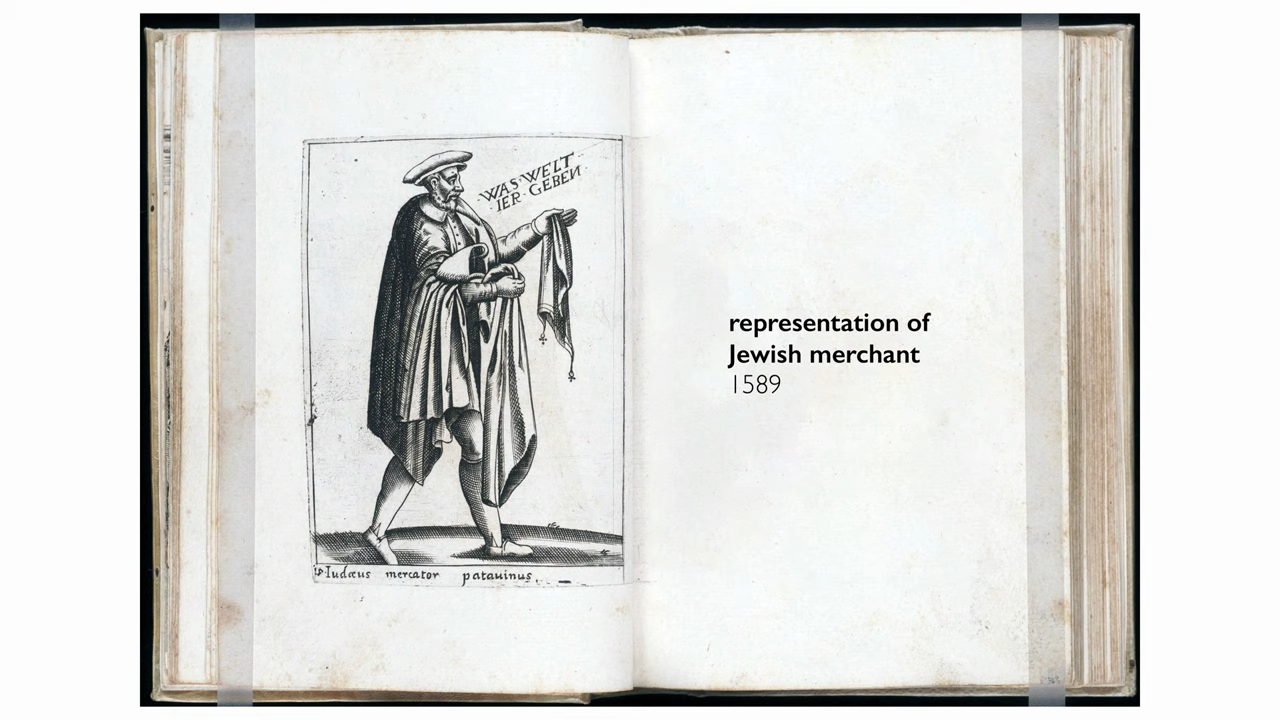 WAS·WELT
·IER·GEBEN·
Iudæus mercator patauinus.
representation of
Jewish merchant
1589